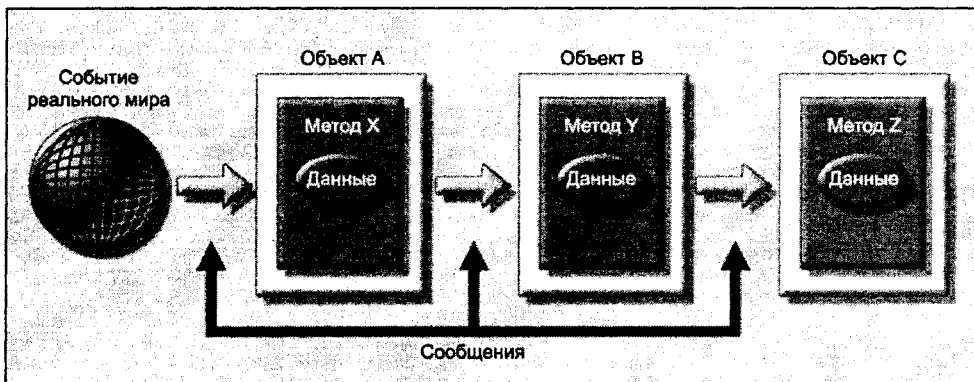 Событие
реального мира
Объект A
Метод X
Данные
Объект B
Метод Y
Данные
Объект C
Метод Z
Данные
Сообщения